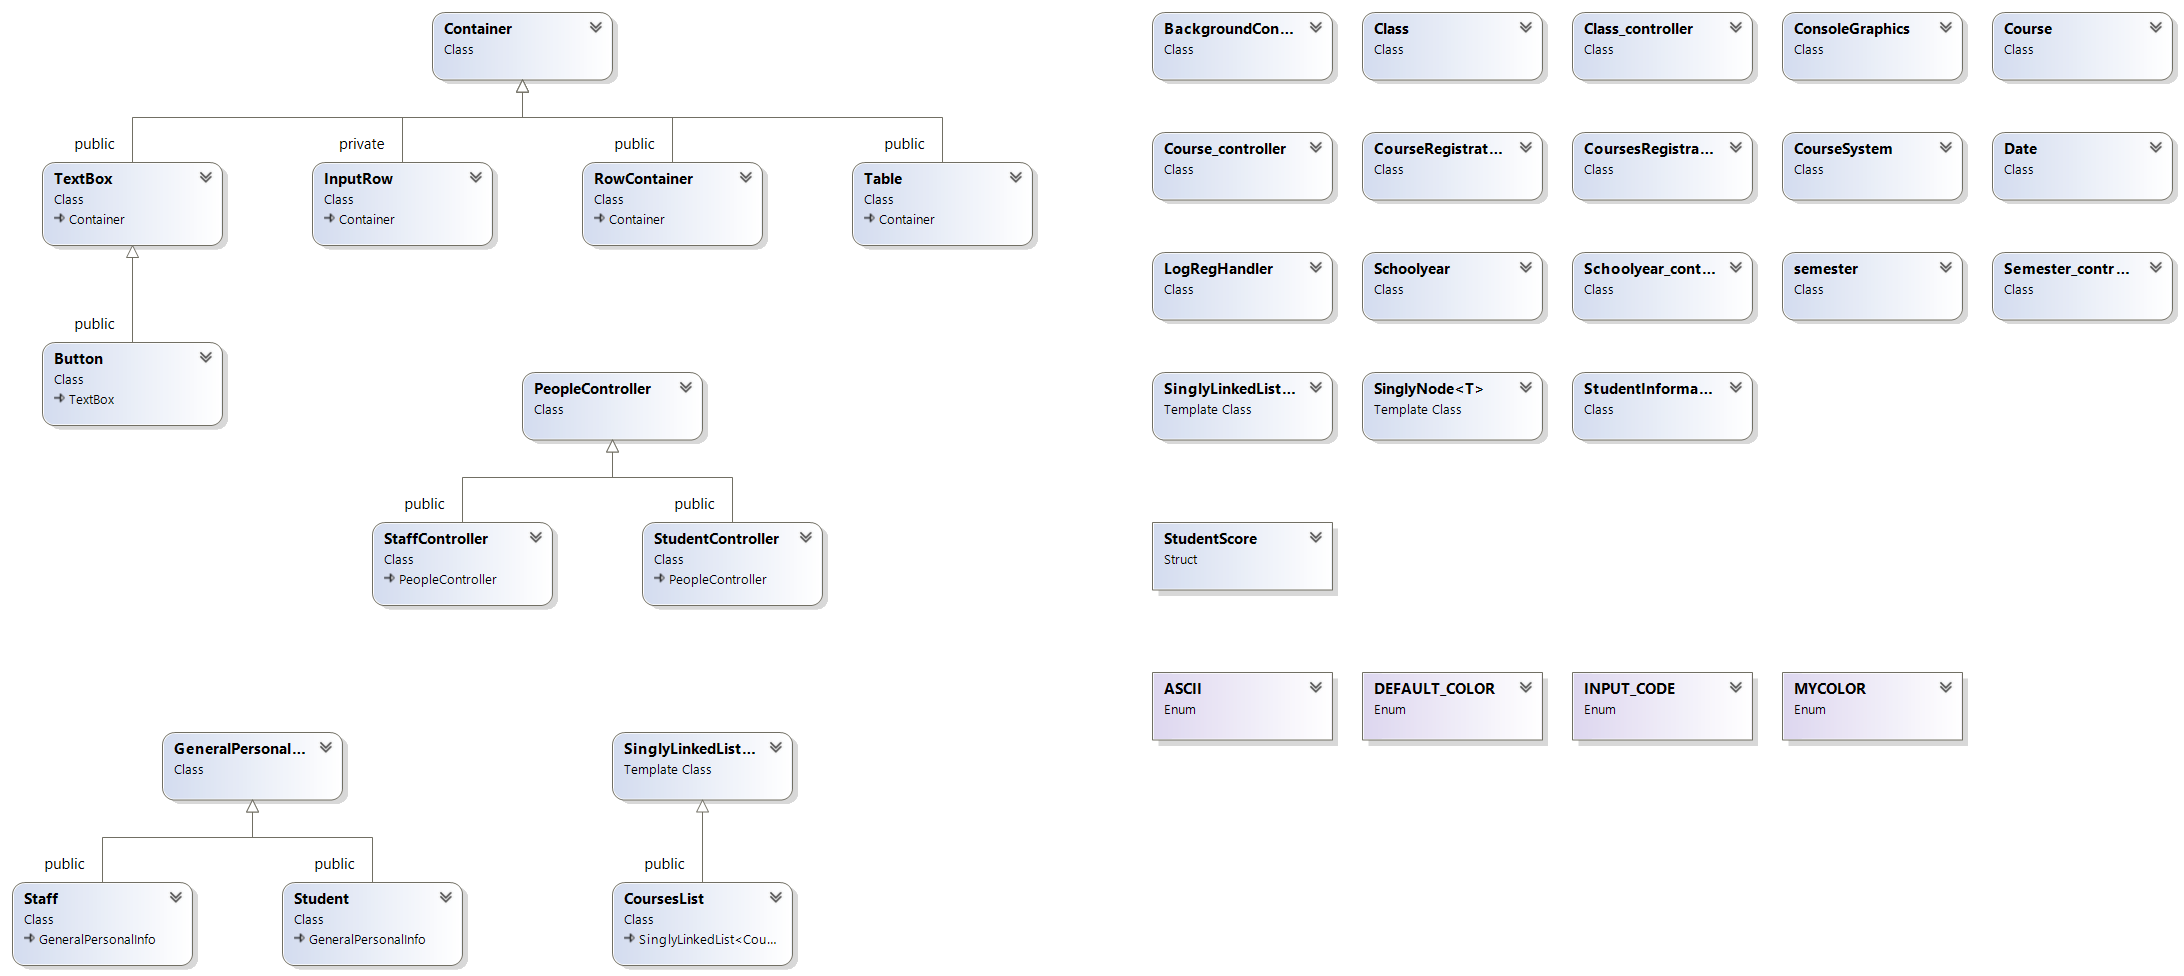 Container
Class
public
private
public
public
TextBox
Class
Container
InputRow
Class
Container
RowContainer
Class
Container
Table
Class
Container
public
Button
Class
TextBox
PeopleController
Class
public
public
StaffController
Class
PeopleController
StudentController
Class
PeopleController
GeneralPersonal...
Class
public
public
Staff
Class
GeneralPersonalInfo
Student
Class
GeneralPersonalInfo
SinglyLinkedList...
Template Class
public
CoursesList
Class
SinglyLinkedList<Cou...
BackgroundCon...
Class
Class
Class
Class_controller
Class
ConsoleGraphics
Class
Course
Class
Course_controller
Class
CourseRegistrat...
Class
CoursesRegistra...
Class
CourseSystem
Class
Date
Class
LogRegHandler
Class
Schoolyear
Class
Schoolyear_cont...
Class
semester
Class
Semester_contr...
Class
SinglyLinkedList...
Template Class
SinglyNode<T>
Template Class
StudentInforma...
Class
StudentScore
Struct
ASCII
Enum
DEFAULT_COLOR
Enum
INPUT_CODE
Enum
MYCOLOR
Enum